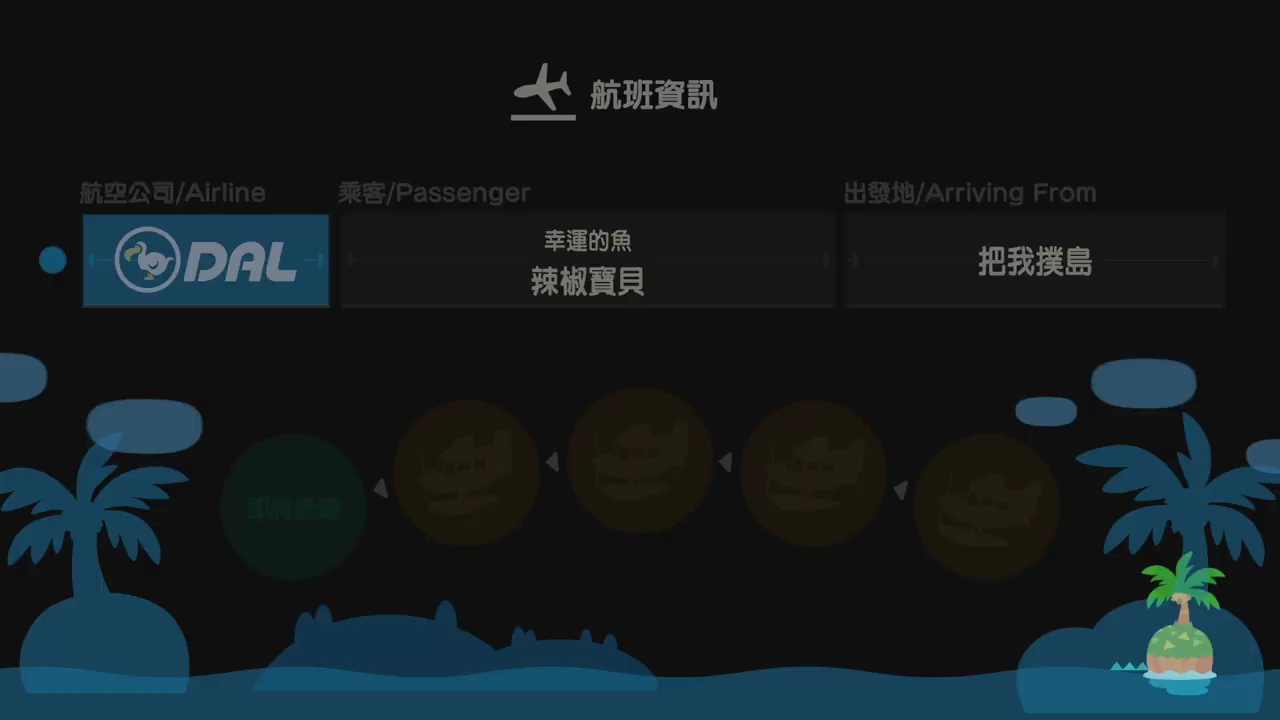 航班資訊
航空公司/Airline
乘客/Passenger
出發地/Arriving From
DAL
幸運的魚
辣椒寶貝
把我撲島